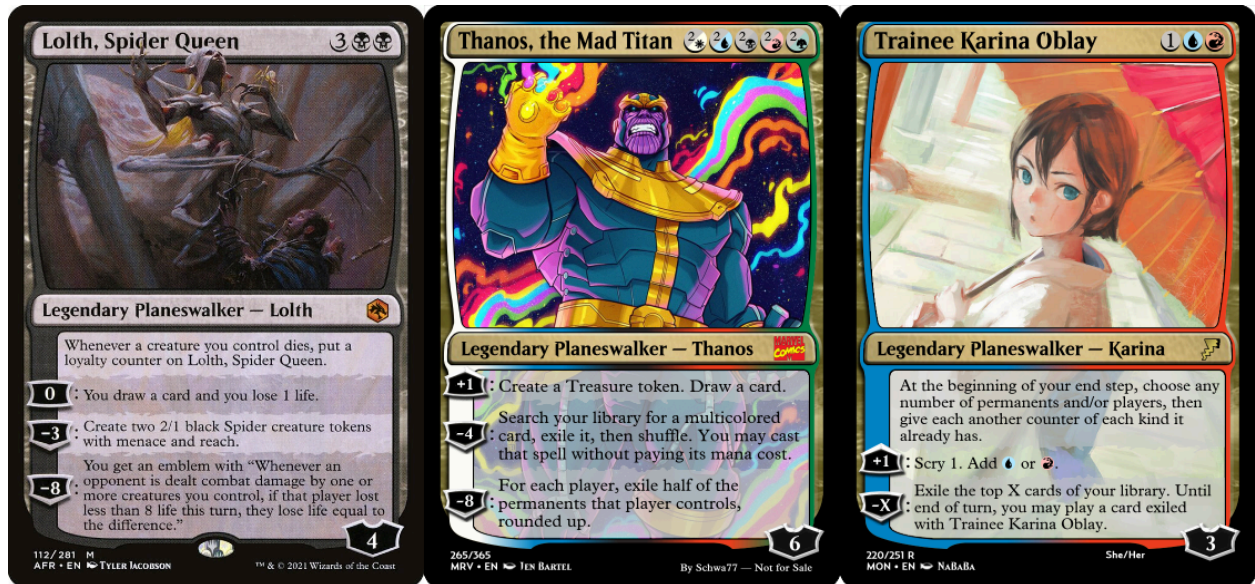 Lolth, Spider Queen 3
Legendary Planeswalker — Lolth
Whenever a creature you control dies, put a
loyalty counter on Lolth, Spider Queen.
0 : You draw a card and you lose 1 life.
-3 : Create two 2/1 black Spider creature tokens
with menace and reach.
-8 : You get an emblem with “Whenever an
opponent is dealt combat damage by one or
more creatures you control, if that player lost
less than 8 life this turn, they lose life equal to
the difference.”
4
112/281 M
AFR • EN TYLER JACOBSON
™ & © 2021 Wizards of the Coast
Thanos, the Mad Titan 2 2 2 2 2
Legendary Planeswalker — Thanos MARVEL COMICS
+1 : Create a Treasure token. Draw a card.
-4 : Search your library for a multicolored
card, exile it, then shuffle. You may cast
that spell without paying its mana cost.
-8 : For each player, exile half of the
permanents that player controls,
rounded up.
6
265/365
MRV • EN JEN BARTEL
By Schwa77 — Not for Sale
Trainee Karina Oblay 1
Legendary Planeswalker — Karina
At the beginning of your end step, choose any
number of permanents and/or players, then
give each another counter of each kind it
already has.
+1 : Scry 1. Add or .
-X : Exile the top X cards of your library. Until
end of turn, you may play a card exiled
with Trainee Karina Oblay.
3
220/251 R
MON • EN NABABA
She/Her